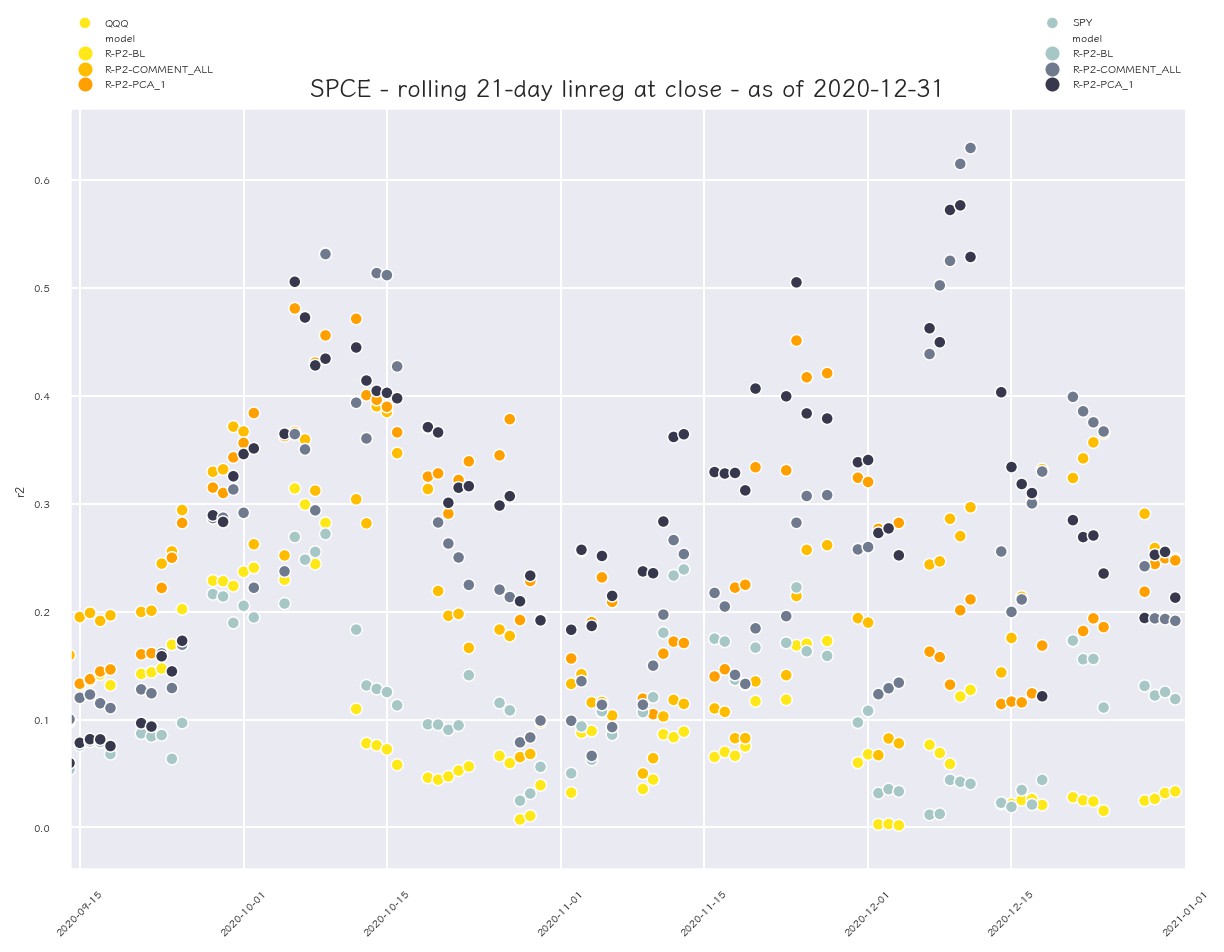 QQQ
model
R-P2-BL
R-P2-COMMENT_ALL
R-P2-PCA_1
SPY
model
R-P2-BL
R-P2-COMMENT_ALL
R-P2-PCA_1
SPCE - rolling 21-day linreg at close - as of 2020-12-31
r2
0.6
0.5
0.4
0.3
0.2
0.1
0.0
2020-09-15
2020-10-01
2020-10-15
2020-11-01
2020-11-15
2020-12-01
2020-12-15
2021-01-01